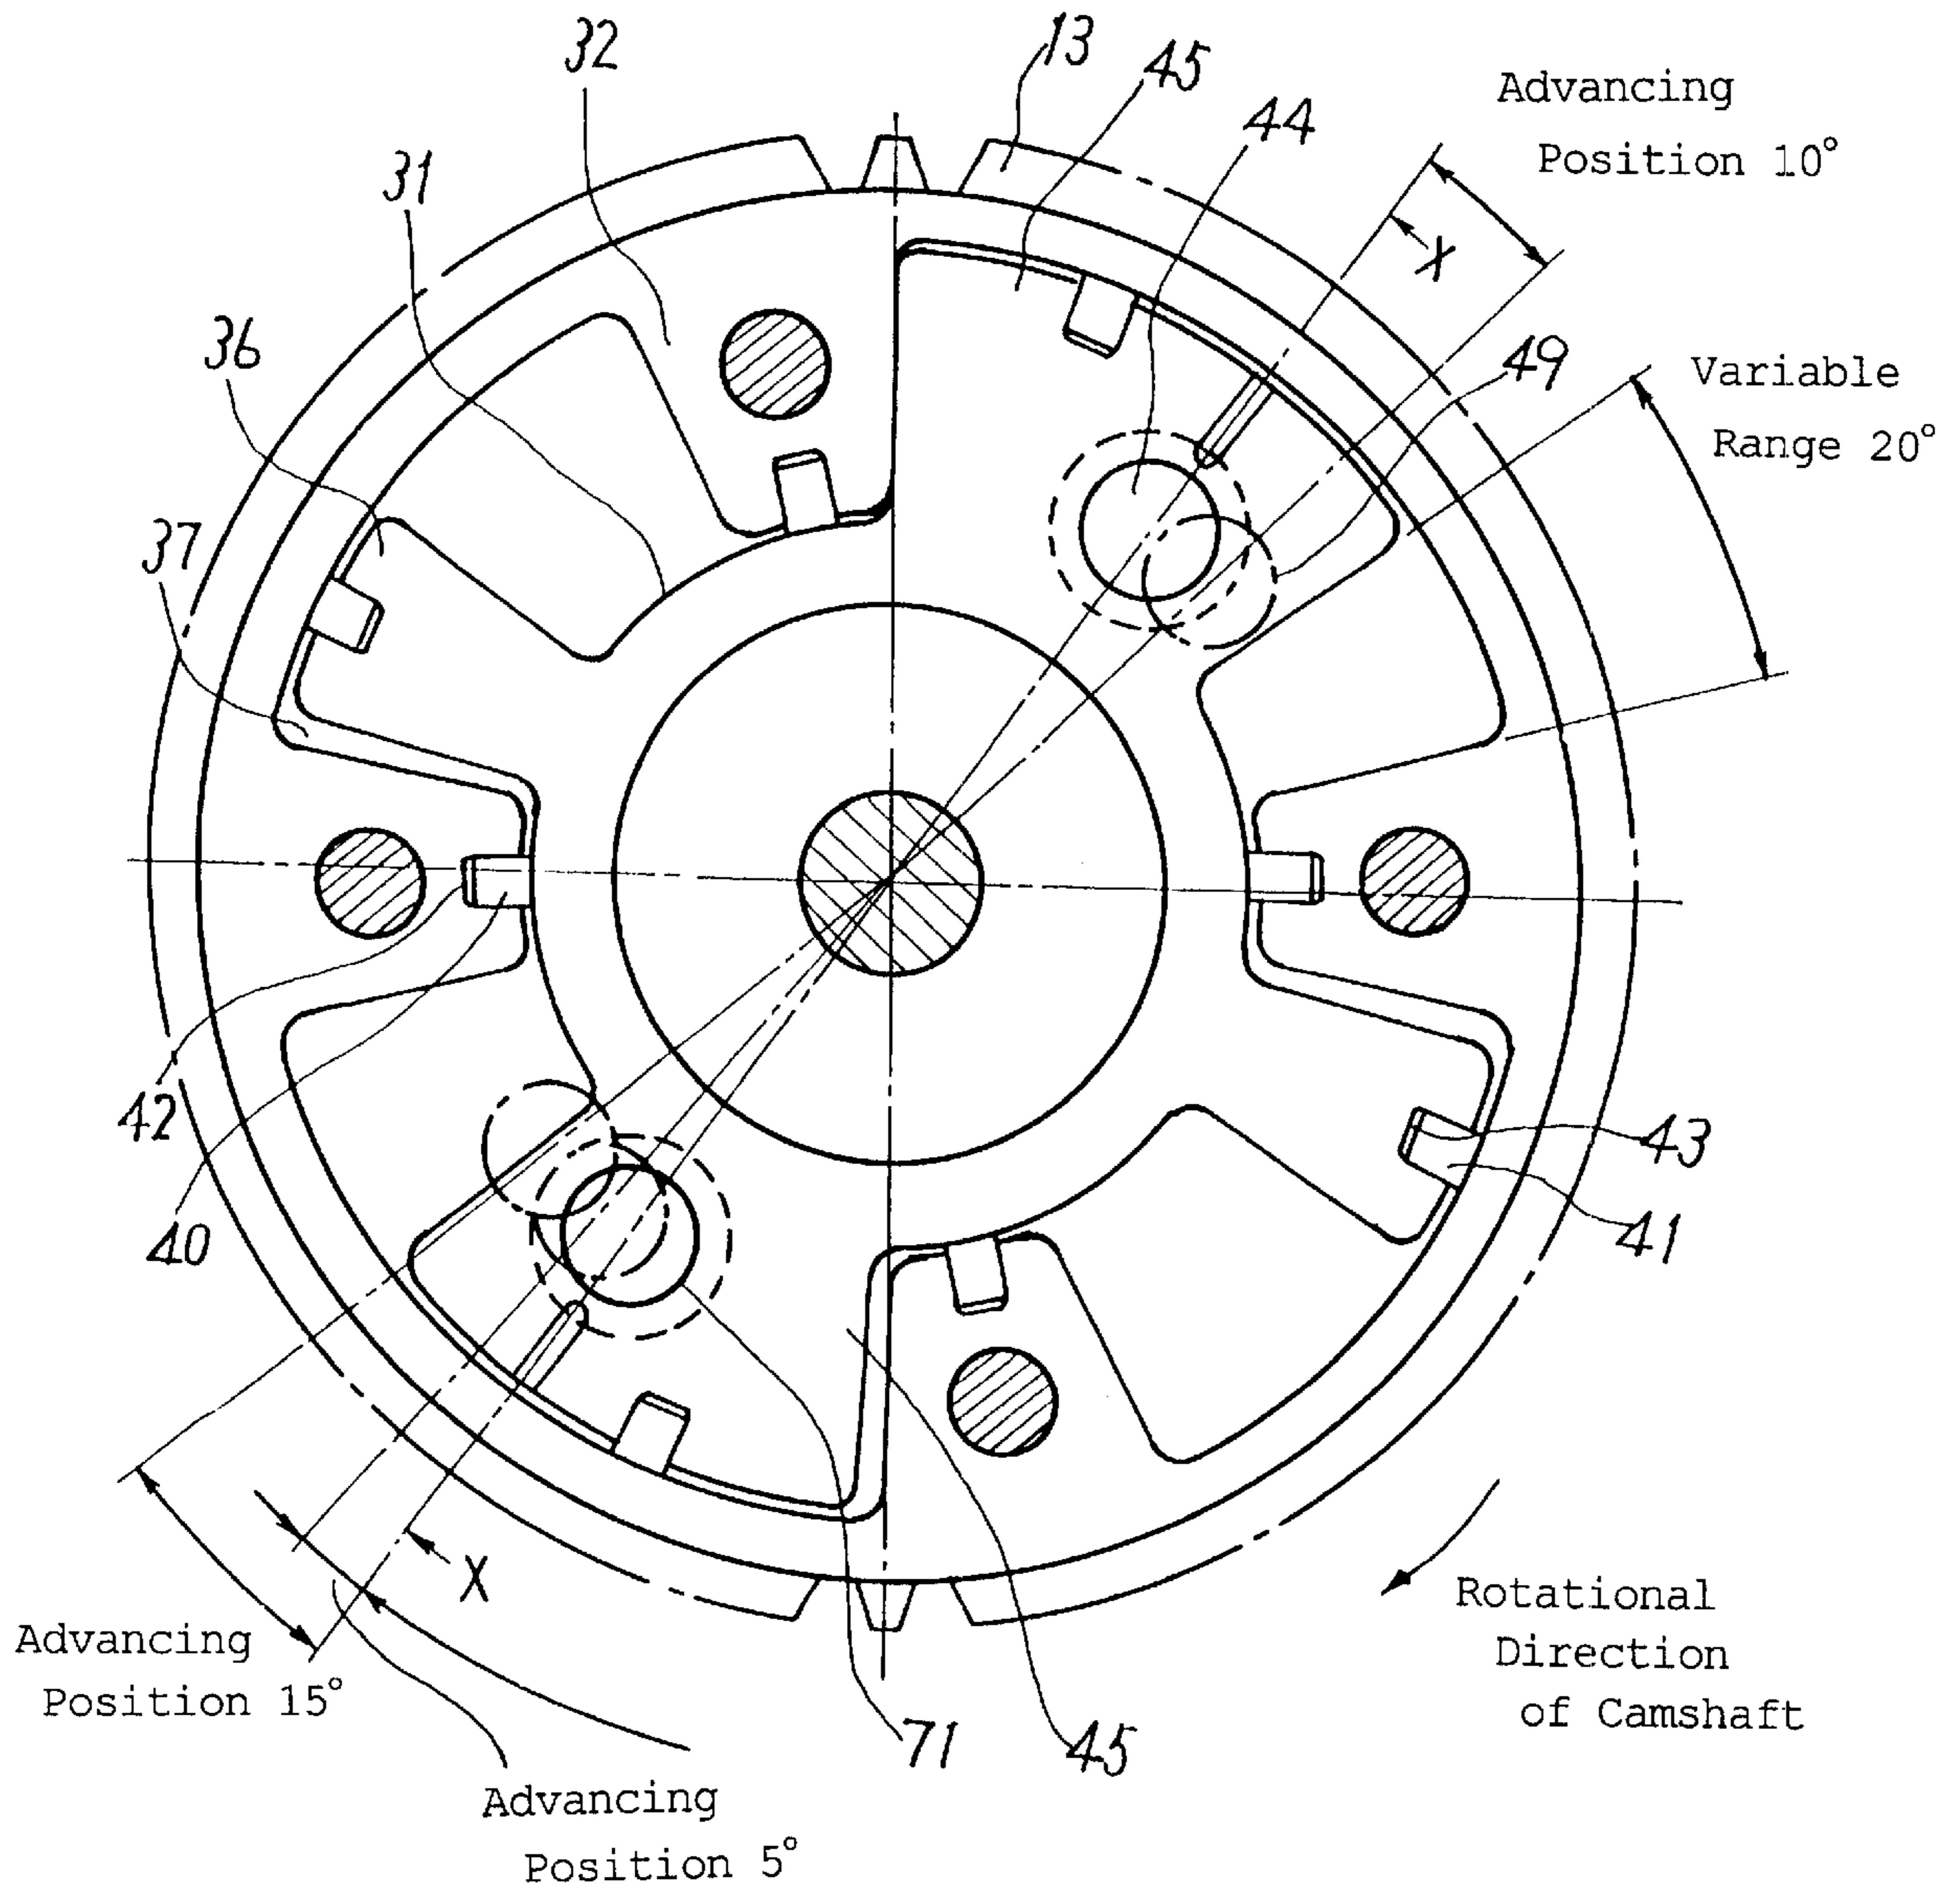 32
13
45
44
Advancing
Position 10°
31
X
36
49
Variable
Range 20°
37
42
43
40
41
X
Rotational
Direction
of Camshaft
Advancing
Position 15°
71
45
Advancing
Position 5°